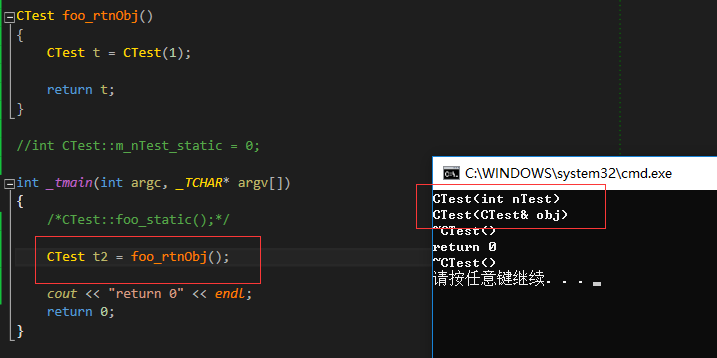 CTest foo_rtnObj()
{
CTest t = CTest(1);
return t;
}
//int CTest::m_nTest_static = 0;
int _tmain(int argc, _TCHAR* argv[])
{
/*CTest::foo_static();*/
CTest t2 = foo_rtnObj();
cout << "return 0" << endl;
return 0;
}
C:\WINDOWS\system32\cmd.exe
CTest(int nTest)
CTest(CTest& obj)
~CTest()
return 0
~CTest()
请按任意键继续. . .